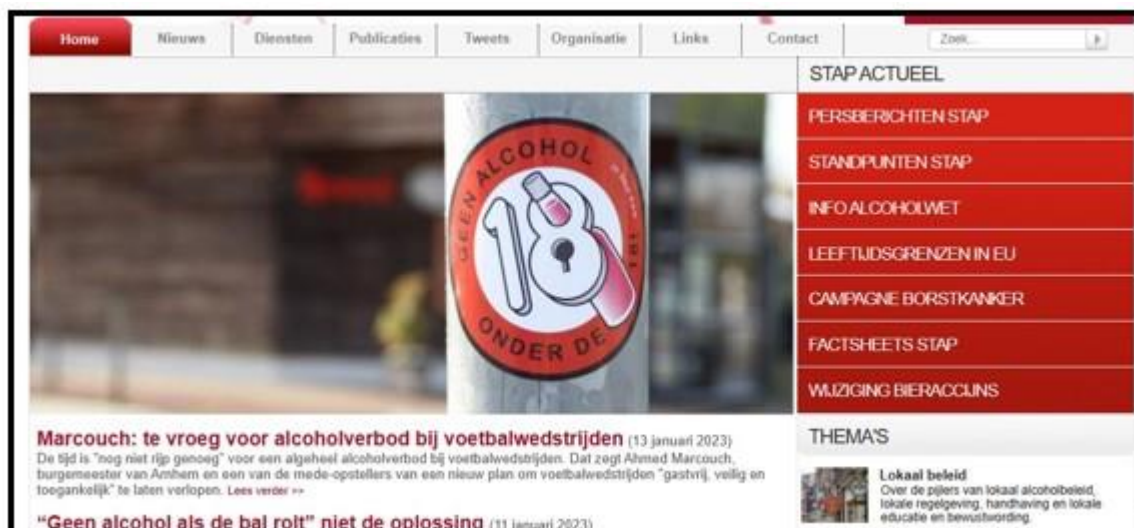 Home Nieuws Diensten Publicaties Tweets Organisatie Links Contact Zoek...
STAP ACTUEEL
PERSBERICHTEN STAP
STANDPUNTEN STAP
INFO ALCOHOLWET
LEEFTIJDSGRENZEN IN EU
CAMPAGNE BORSTKANKER
FACTSHEETS STAP
WIJZIGING BIERACCIJNS
GEEN ALCOHOL
18
ONDER DE 18!
Marcouch: te vroeg voor alcoholverbod bij voetbalwedstrijden (13 januari 2023)
De tijd is "nog niet rijp genoeg" voor een algeheel alcoholverbod bij voetbalwedstrijden. Dat zegt Ahmed Marcouch,
burgemeester van Arnhem en een van de mede-opstellers van een nieuw plan om voetbalwedstrijden "gastvrij, veilig en
toegankelijk" te laten verlopen. Lees verder >>
"Geen alcohol als de bal rolt" niet de oplossing (11 januari 2023)
THEMA'S
Lokaal beleid
Over de pijlers van lokaal alcoholbeleid,
lokale regelgeving, handhaving en lokale
educatie en bewustwording.